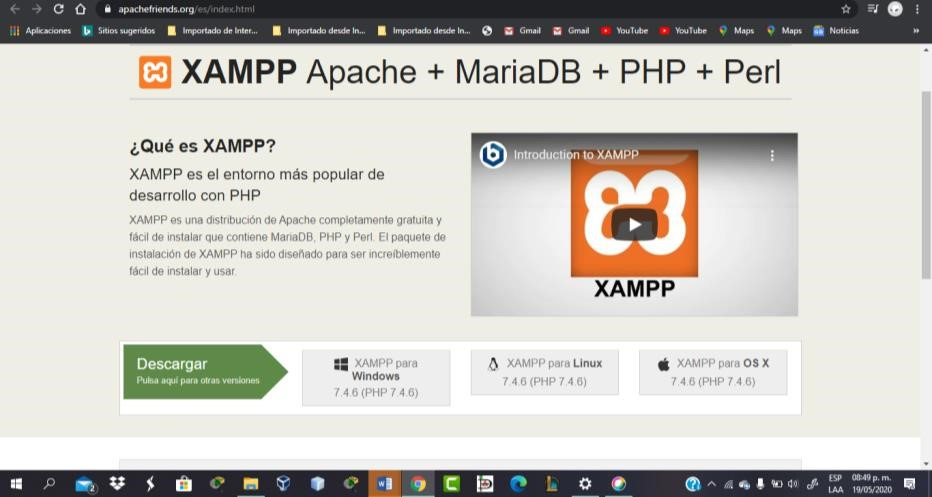 apachefriends.org/es/index.html
Aplicaciones
Sitios sugeridos
Importado de Inter...
Importado desde In...
Importado desde In...
Gmail
Gmail
YouTube
YouTube
Maps
Maps
Noticias
»
XAMPP Apache + MariaDB + PHP + Perl
¿Qué es XAMPP?
XAMPP es el entorno más popular de
desarrollo con PHP
XAMPP es una distribución de Apache completamente gratuita y
fácil de instalar que contiene MariaDB, PHP y Perl. El paquete de
instalación de XAMPP ha sido diseñado para ser increíblemente
fácil de instalar y usar.
Introduction to XAMPP
XAMPP
Descargar
Pulsa aquí para otras versiones
XAMPP para
Windows
7.4.6 (PHP 7.4.6)
XAMPP para Linux
7.4.6 (PHP 7.4.6)
XAMPP para OS X
7.4.6 (PHP 7.4.6)
ESP
LAA
08:49 p. m.
19/05/2020